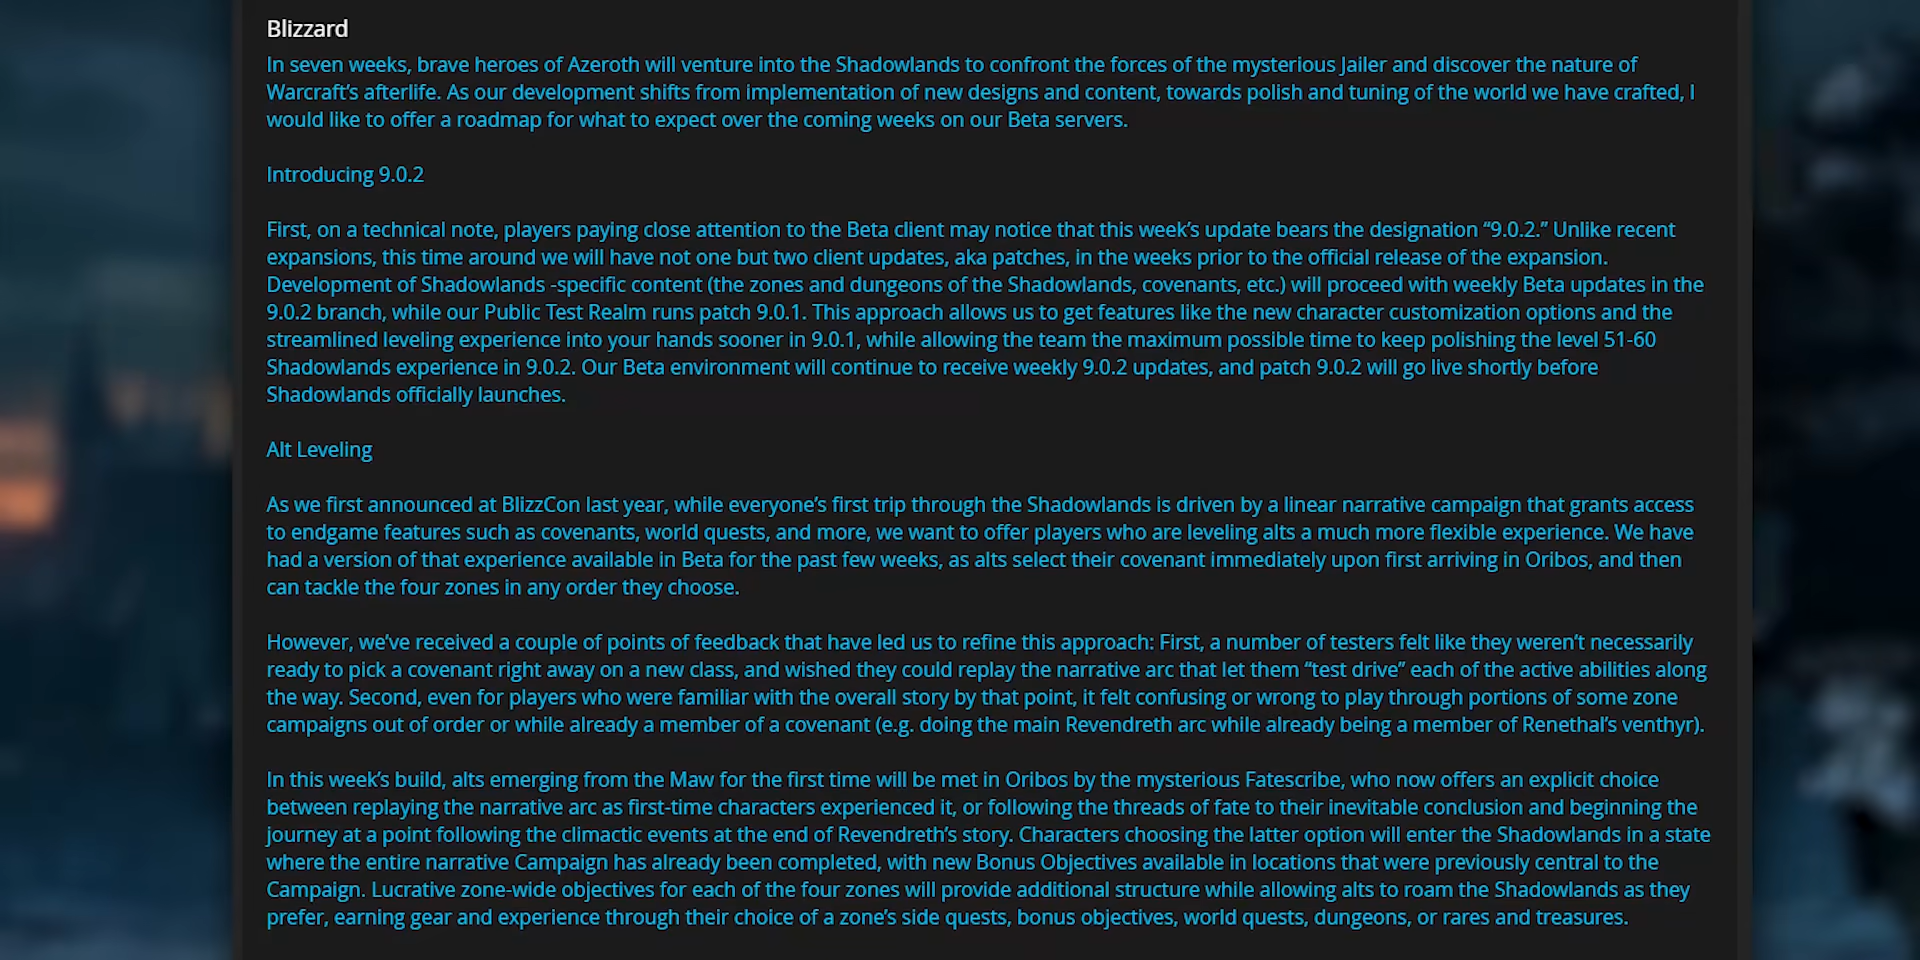 Blizzard
In seven weeks, brave heroes of Azeroth will venture into the Shadowlands to confront the forces of the mysterious Jailer and discover the nature of
Warcraft's afterlife. As our development shifts from implementation of new designs and content, towards polish and tuning of the world we have crafted, I
would like to offer a roadmap for what to expect over the coming weeks on our Beta servers.
Introducing 9.0.2
First, on a technical note, players paying close attention to the Beta client may notice that this week's update bears the designation “9.0.2.” Unlike recent
expansions, this time around we will have not one but two client updates, aka patches, in the weeks prior to the official release of the expansion.
Development of Shadowlands -specific content (the zones and dungeons of the Shadowlands, covenants, etc.) will proceed with weekly Beta updates in the
9.0.2 branch, while our Public Test Realm runs patch 9.0.1. This approach allows us to get features like the new character customization options and the
streamlined leveling experience into your hands sooner in 9.0.1, while allowing the team the maximum possible time to keep polishing the level 51-60
Shadowlands experience in 9.0.2. Our Beta environment will continue to receive weekly 9.0.2 updates, and patch 9.0.2 will go live shortly before
Shadowlands officially launches.
Alt Leveling
As we first announced at BlizzCon last year, while everyone's first trip through the Shadowlands is driven by a linear narrative campaign that grants access
to endgame features such as covenants, world quests, and more, we want to offer players who are leveling alts a much more flexible experience. We have
had a version of that experience available in Beta for the past few weeks, as alts select their covenant immediately upon first arriving in Oribos, and then
can tackle the four zones in any order they choose.
However, we've received a couple of points of feedback that have led us to refine this approach: First, a number of testers felt like they weren't necessarily
ready to pick a covenant right away on a new class, and wished they could replay the narrative arc that let them “test drive” each of the active abilities along
the way. Second, even for players who were familiar with the overall story by that point, it felt confusing or wrong to play through portions of some zone
campaigns out of order or while already a member of a covenant (e.g. doing the main Revendreth arc while already being a member of Renethal's venthyr).
In this week's build, alts emerging from the Maw for the first time will be met in Oribos by the mysterious Fatescribe, who now offers an explicit choice
between replaying the narrative arc as first-time characters experienced it, or following the threads of fate to their inevitable conclusion and beginning the
journey at a point following the climactic events at the end of Revendreth's story. Characters choosing the latter option will enter the Shadowlands in a state
where the entire narrative Campaign has already been completed, with new Bonus Objectives available in locations that were previously central to the
Campaign. Lucrative zone-wide objectives for each of the four zones will provide additional structure while allowing alts to roam the Shadowlands as they
prefer, earning gear and experience through their choice of a zone's side quests, bonus objectives, world quests, dungeons, or rares and treasures.